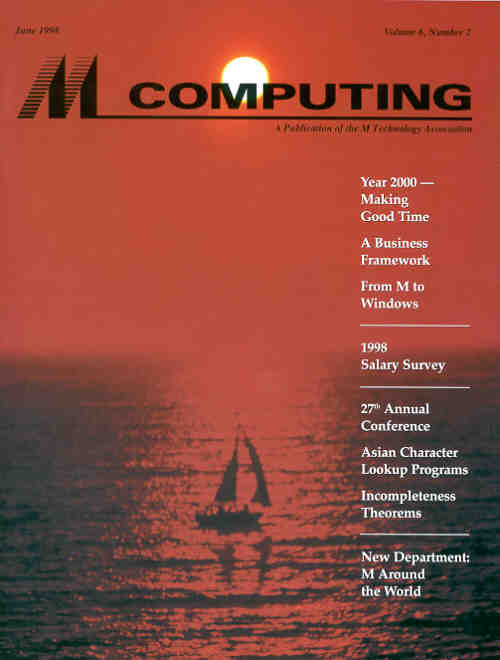 June 1998
Volume 6, Number 2
M COMPUTING
A Publication of the M Technology Association
Year 2000 —
Making
Good Time
A Business
Framework
From M to
Windows
1998
Salary Survey
27th Annual
Conference
Asian Character
Lookup Programs
Incompleteness
Theorems
New Department:
M Around
the World